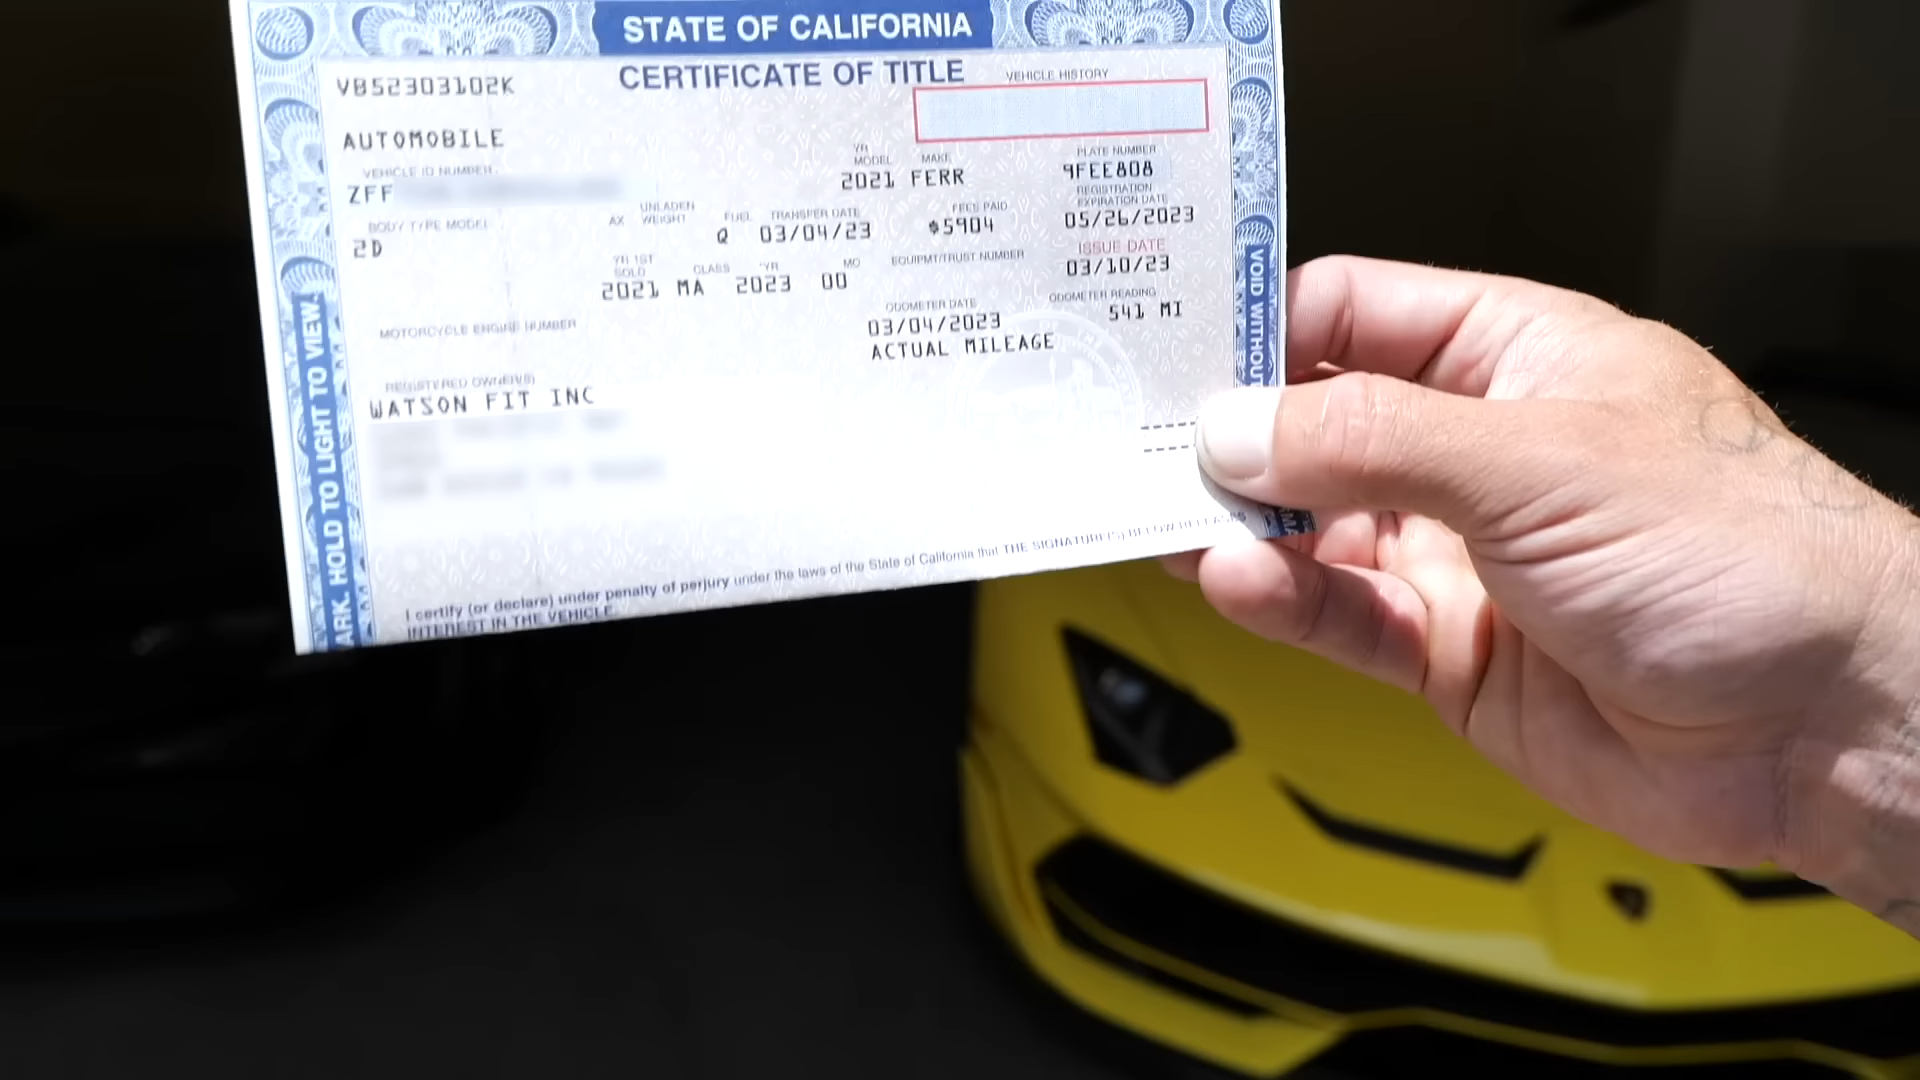 STATE OF CALIFORNIA
CERTIFICATE OF TITLE
VEHICLE HISTORY
VB52303102K
AUTOMOBILE
VEHICLE ID NUMBER
YR MODEL
MAKE
PLATE NUMBER
ZFF
2021 FERR
9FEE808
BODY TYPE MODEL
AX
UNLADEN WEIGHT
FUEL
TRANSFER DATE
FEES PAID
REGISTRATION EXPIRATION DATE
2D
Q
03/04/23
$5904
05/26/2023
YR 1ST SOLD
CLASS
YR
MO
EQUIPMT/TRUST NUMBER
ISSUE DATE
2021 MA 2023 00
03/10/23
MOTORCYCLE ENGINE NUMBER
ODOMETER DATE
ODOMETER READING
03/04/2023
541 MI
ACTUAL MILEAGE
REGISTERED OWNER(S)
WATSON FIT INC
I certify (or declare) under penalty of perjury under the laws of the State of California that THE SIGNATURE(S) BELOW RELEASES
INTEREST IN THE VEHICLE.
ARK. HOLD TO LIGHT TO VIEW.
VOID WITHOUT